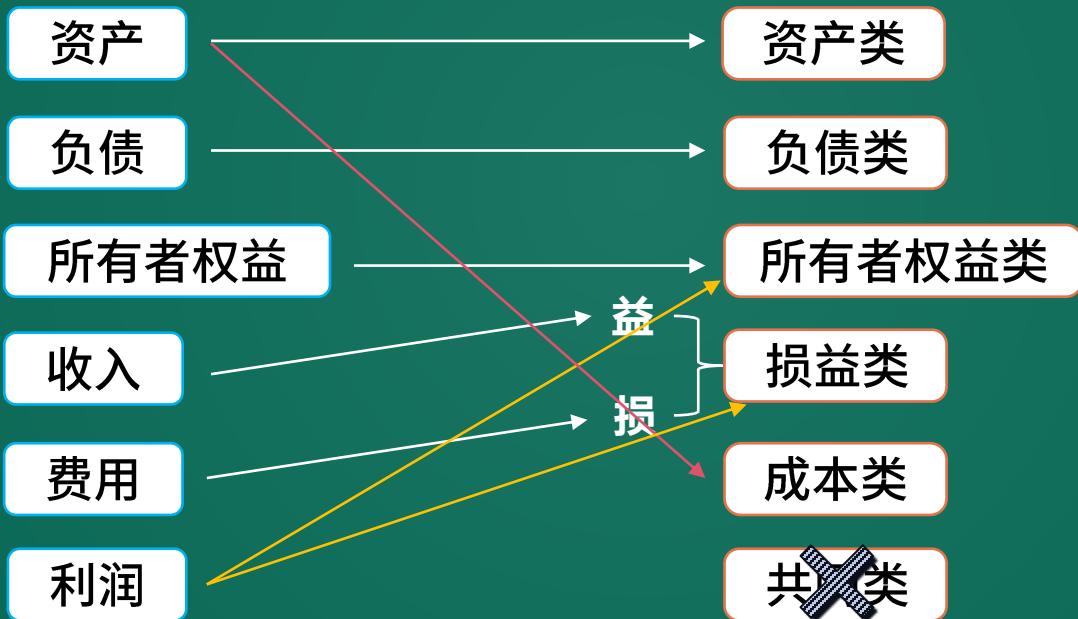 资产
资产类
负债
负债类
所有者权益
所有者权益类
益
收入
损益类
损
费用
成本类
利润
共 类